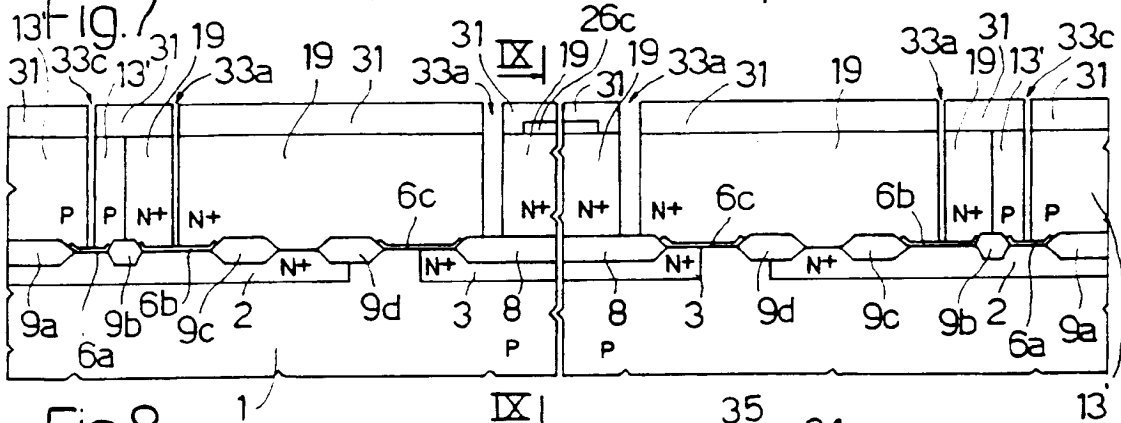 13' Fig.7 26c
33c 31 19 IX 31 19 33a 31 33c
31 13' 33a 19 31 33a 19 31 33a 31 19 19 13' 31
P P N+ N+ 6c N+ N+ N+ 6c 6b N+ P P
N+ N+ N+ N+
9a 9b 6b 9c 2 9d 3 8 8 3 9d 9c 9b 2 6a 9a
6a P P
1 IX 35 13'